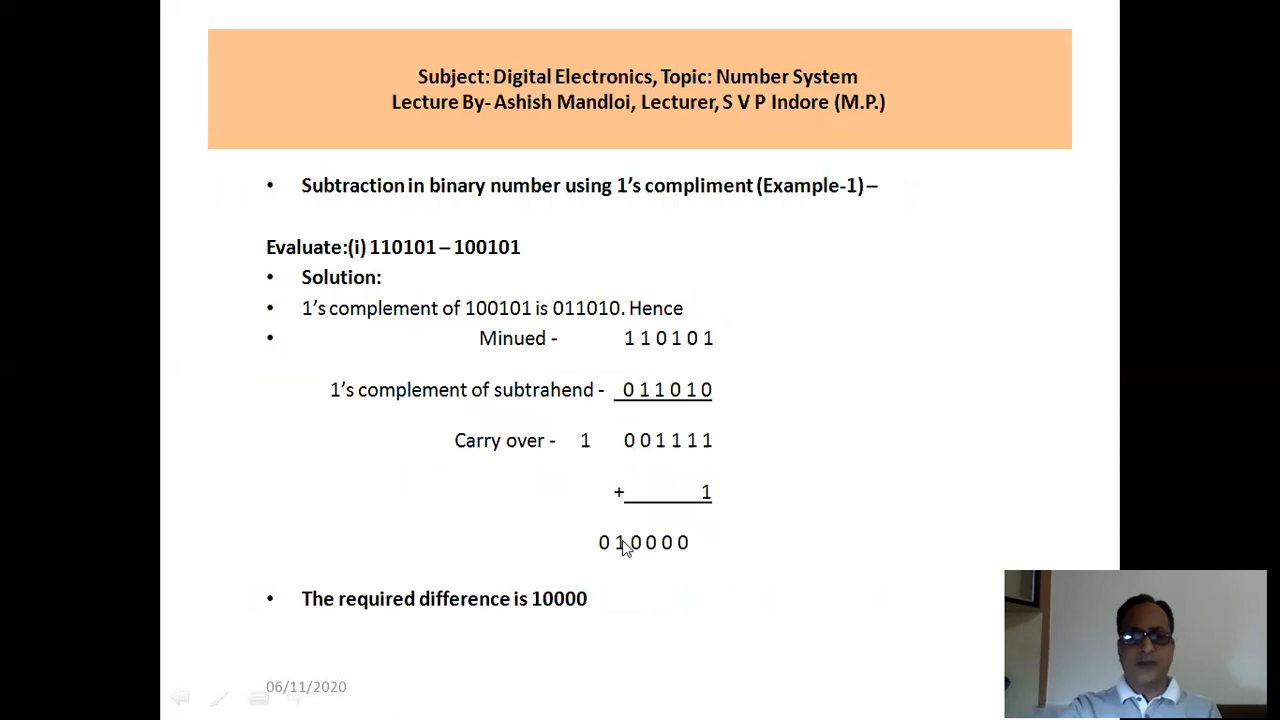 Subject: Digital Electronics, Topic: Number System
Lecture By- Ashish Mandloi, Lecturer, S V P Indore (M.P.)
• Subtraction in binary number using 1’s compliment (Example-1) –
Evaluate:(i) 110101 – 100101
• Solution:
• 1’s complement of 100101 is 011010. Hence
• Minued - 1 1 0 1 0 1
1’s complement of subtrahend - 0 1 1 0 1 0
Carry over - 1 0 0 1 1 1 1
+ 1
0 1 0 0 0 0
• The required difference is 10000
06/11/2020